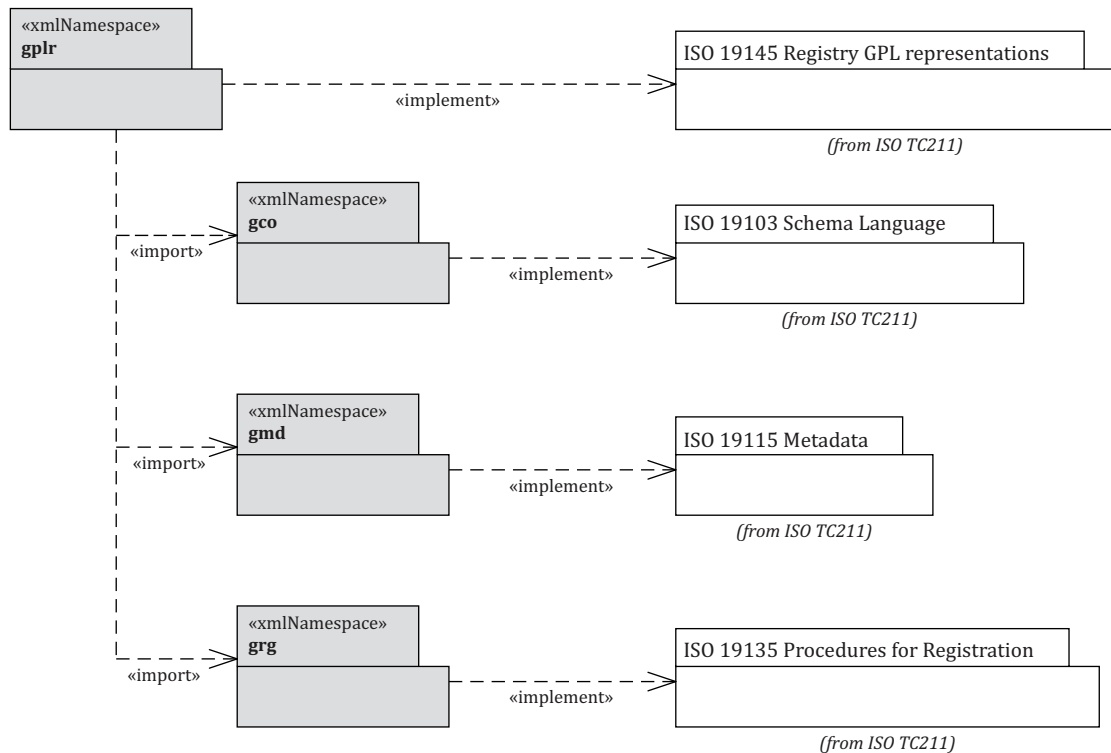 «xmlNamespace»
gplr
ISO 19145 Registry GPL representations
«implement»
(from ISO TC211)
«xmlNamespace»
gco
ISO 19103 Schema Language
«import»
«implement»
(from ISO TC211)
«xmlNamespace»
gmd
ISO 19115 Metadata
«import»
«implement»
(from ISO TC211)
«xmlNamespace»
grg
ISO 19135 Procedures for Registration
«import»
«implement»
(from ISO TC211)